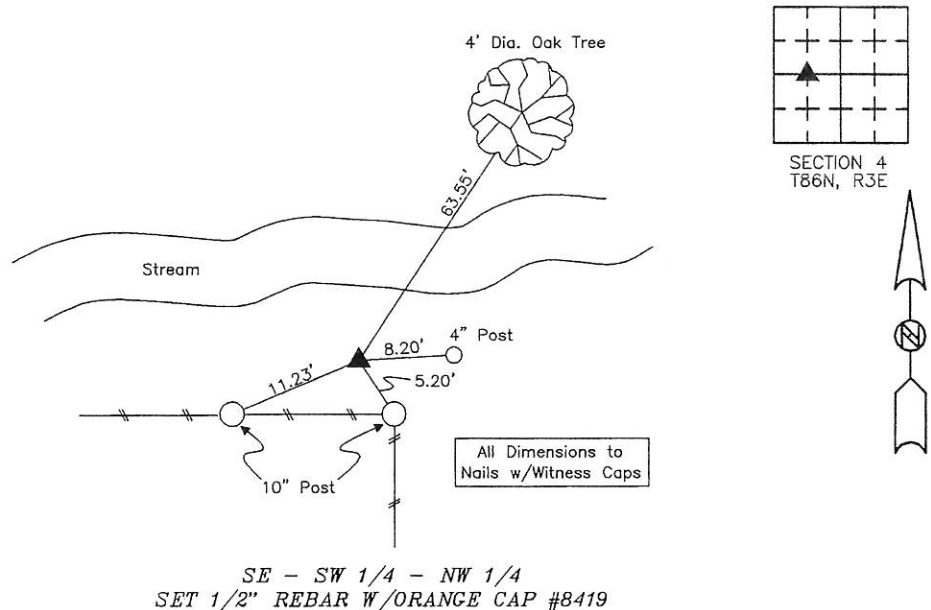 4' Dia. Oak Tree
SECTION 4
T86N, R3E
63.55'
Stream
N
4" Post
8.20'
11.23'
5.20'
10" Post
All Dimensions to
Nails w/Witness Caps
SE - SW 1/4 - NW 1/4
SET 1/2" REBAR W/ORANGE CAP #8419